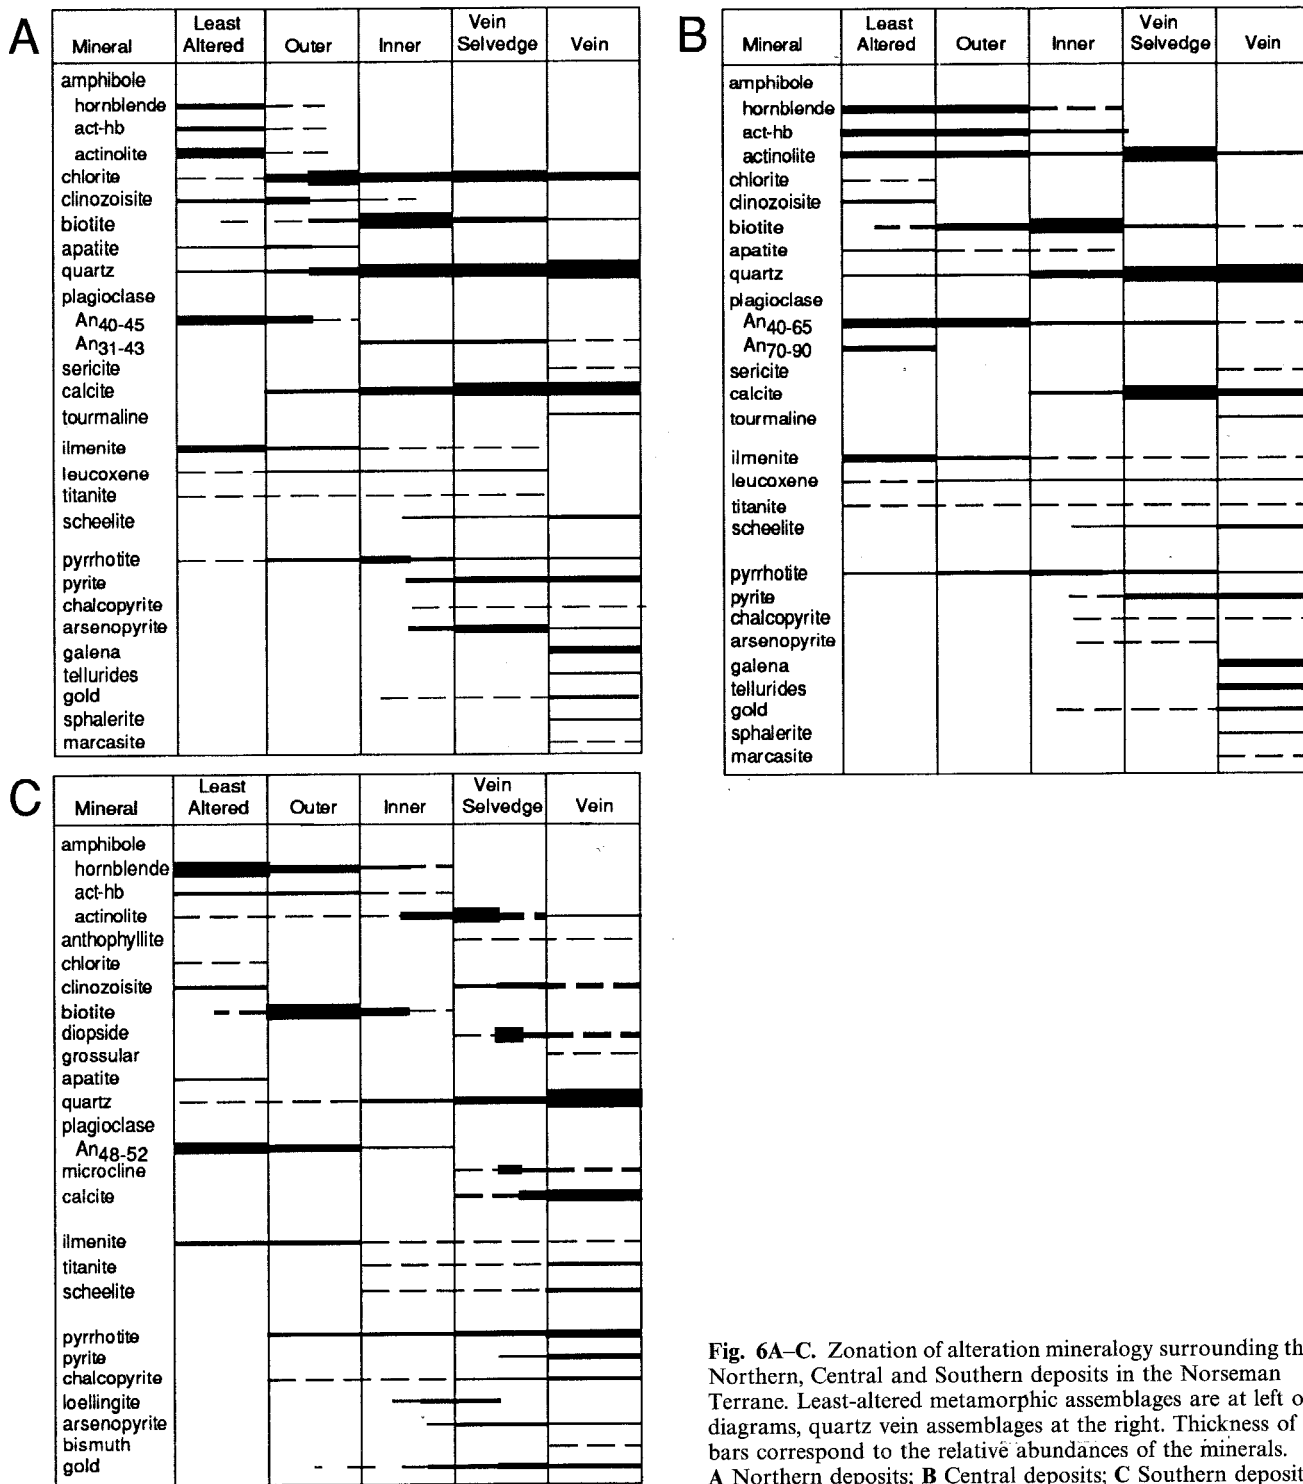 A
Mineral Least Altered Outer Inner Vein Selvedge Vein
amphibole
hornblende
act-hb
actinolite
chlorite
clinozoisite
biotite
apatite
quartz
plagioclase
An40-45
An31-43
sericite
calcite
tourmaline
ilmenite
leucoxene
titanite
scheelite
pyrrhotite
pyrite
chalcopyrite
arsenopyrite
galena
tellurides
gold
sphalerite
marcasite
B
Mineral Least Altered Outer Inner Vein Selvedge Vein
amphibole
hornblende
act-hb
actinolite
chlorite
clinozoisite
biotite
apatite
quartz
plagioclase
An40-65
An70-90
sericite
calcite
tourmaline
ilmenite
leucoxene
titanite
scheelite
pyrrhotite
pyrite
chalcopyrite
arsenopyrite
galena
tellurides
gold
sphalerite
marcasite
C
Mineral Least Altered Outer Inner Vein Selvedge Vein
amphibole
hornblende
act-hb
actinolite
anthophyllite
chlorite
clinozoisite
biotite
diopside
grossular
apatite
quartz
plagioclase
An48-52
microcline
calcite
ilmenite
titanite
scheelite
pyrrhotite
pyrite
chalcopyrite
loellingite
arsenopyrite
bismuth
gold
Fig. 6A–C. Zonation of alteration mineralogy surrounding th
Northern, Central and Southern deposits in the Norseman
Terrane. Least-altered metamorphic assemblages are at left o
diagrams, quartz vein assemblages at the right. Thickness of
bars correspond to the relative abundances of the minerals.
A Northern deposits; B Central deposits; C Southern deposit